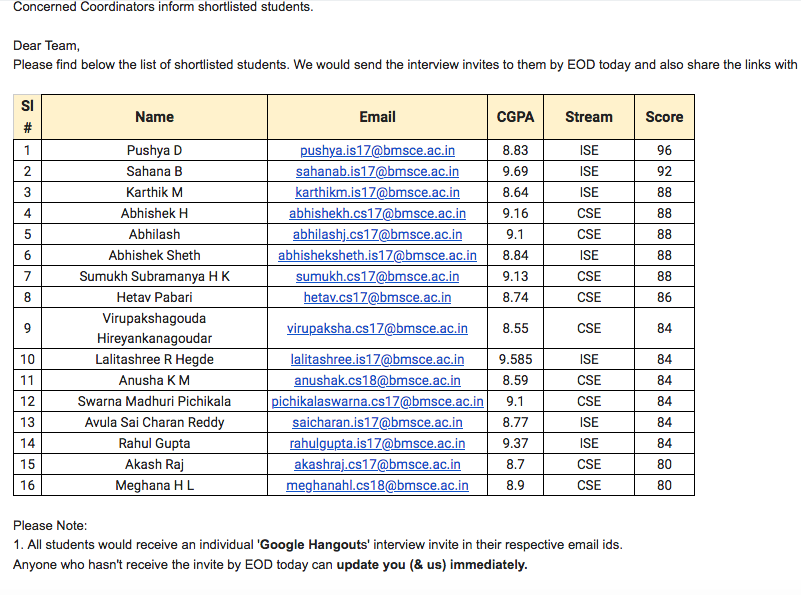 Concerned Coordinators inform shortlisted students.
Dear Team,
Please find below the list of shortlisted students. We would send the interview invites to them by EOD today and also share the links with
Sl # Name Email CGPA Stream Score
1 Pushya D pushya.is17@bmsce.ac.in 8.83 ISE 96
2 Sahana B sahanab.is17@bmsce.ac.in 9.69 ISE 92
3 Karthik M karthikm.is17@bmsce.ac.in 8.64 ISE 88
4 Abhishek H abhishekh.cs17@bmsce.ac.in 9.16 CSE 88
5 Abhilash abhilashj.cs17@bmsce.ac.in 9.1 CSE 88
6 Abhishek Sheth abhisheksheth.is17@bmsce.ac.in 8.84 ISE 88
7 Sumukh Subramanya H K sumukh.cs17@bmsce.ac.in 9.13 CSE 88
8 Hetav Pabari hetav.cs17@bmsce.ac.in 8.74 CSE 86
9 Virupakshagouda Hireyankanagoudar virupaksha.cs17@bmsce.ac.in 8.55 CSE 84
10 Lalitashree R Hegde lalitashree.is17@bmsce.ac.in 9.585 ISE 84
11 Anusha K M anushak.cs18@bmsce.ac.in 8.59 CSE 84
12 Swarna Madhuri Pichikala pichikalaswarna.cs17@bmsce.ac.in 9.1 CSE 84
13 Avula Sai Charan Reddy saicharan.is17@bmsce.ac.in 8.77 ISE 84
14 Rahul Gupta rahulgupta.is17@bmsce.ac.in 9.37 ISE 84
15 Akash Raj akashraj.cs17@bmsce.ac.in 8.7 CSE 80
16 Meghana H L meghanahl.cs18@bmsce.ac.in 8.9 CSE 80
Please Note:
1. All students would receive an individual 'Google Hangouts' interview invite in their respective email ids.
Anyone who hasn't receive the invite by EOD today can update you (& us) immediately.